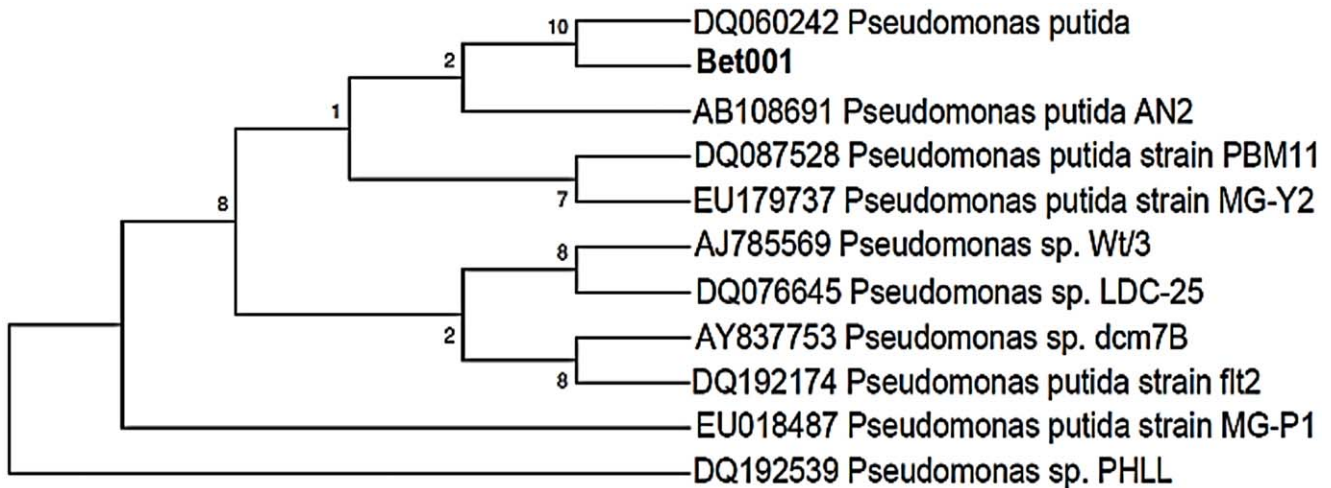 10
DQ060242 Pseudomonas putida
2
Bet001
1
AB108691 Pseudomonas putida AN2
DQ087528 Pseudomonas putida strain PBM11
7
EU179737 Pseudomonas putida strain MG-Y2
8
AJ785569 Pseudomonas sp. Wt/3
8
DQ076645 Pseudomonas sp. LDC-25
2
AY837753 Pseudomonas sp. dcm7B
8
DQ192174 Pseudomonas putida strain flt2
EU018487 Pseudomonas putida strain MG-P1
DQ192539 Pseudomonas sp. PHLL